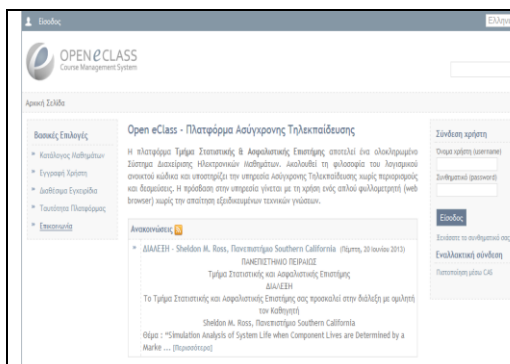 Είσοδος
Ελλην
OPEN eCLASS
Course Management
System
Αρχική Σελίδα
Βασικές Επιλογές
Κατάλογος Μαθημάτων
Εγγραφή Χρήστη
Διαθέσιμα Εγχειρίδια
Ταυτότητα Πλατφόρμας
Επικοινωνία
Open eClass - Πλατφόρμα Ασύγχρονης Τηλεκπαίδευσης
Η πλατφόρμα Τμήμα Στατιστικής & Ασφαλιστικής Επιστήμης αποτελεί ένα ολοκληρωμένο
Σύστημα Διαχείρισης Ηλεκτρονικών Μαθημάτων. Ακολουθεί τη φιλοσοφία του λογισμικού
ανοικτού κώδικα και υποστηρίζει την υπηρεσία Ασύγχρονης Τηλεκπαίδευσης χωρίς περιορισμούς
και δεσμεύσεις. Η πρόσβαση στην υπηρεσία γίνεται με τη χρήση ενός απλού φυλλομετρητή (web
browser) χωρίς την απαίτηση εξειδικευμένων τεχνικών γνώσεων.
Ανακοινώσεις
ΔΙΑΛΕΞΗ - Sheldon M. Ross, Πανεπιστήμιο Southern California (Πέμπτη, 20 Ιουνίου 2013)
ΠΑΝΕΠΙΣΤΗΜΙΟ ΠΕΙΡΑΙΩΣ
Τμήμα Στατιστικής και Ασφαλιστικής Επιστήμης
ΔΙΑΛΕΞΗ
Το Τμήμα Στατιστικής και Ασφαλιστικής Επιστήμης σας προσκαλεί στην διάλεξη με ομιλητή
τον Καθηγητή
Sheldon M. Ross, Πανεπιστήμιο Southern California
Θέμα : "Simulation Analysis of System Life when Component Lives are Determined by a
Marke ... [Περισσότερα]
Σύνδεση χρήστη
Όνομα χρήστη (username)
Συνθηματικό (password)
Είσοδος
Ξεχάσατε το συνθηματικό σας
Εναλλακτική σύνδεση
Πιστοποίηση μέσω CAS